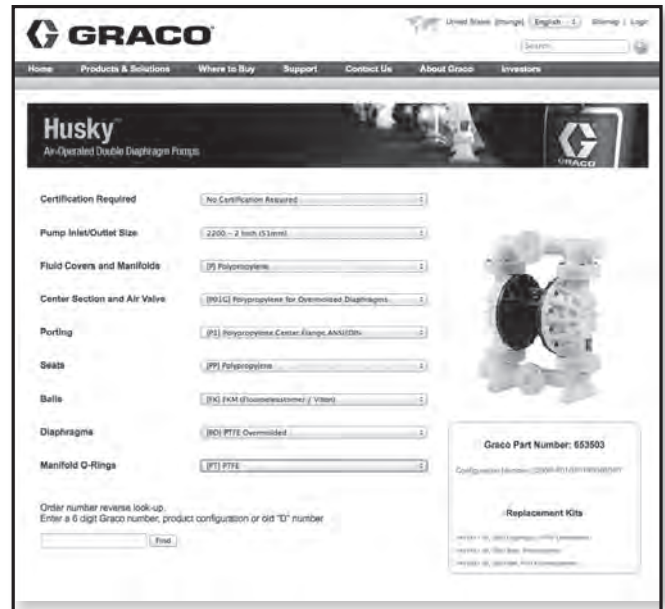 GRACO
United States (change) English Sitemap | Login
Search
Home Products & Solutions Where to Buy Support Contact Us About Graco Investors
Husky™
Air-Operated Double Diaphragm Pumps
GRACO
Certification Required No Certification Required
Pump Inlet/Outlet Size 2200 – 2 Inch (51mm)
Fluid Covers and Manifolds [P] Polypropylene
Center Section and Air Valve [P01G] Polypropylene for Overmolded Diaphragms
Porting [P1] Polypropylene Center Flange ANSI/DIN
Seats [PP] Polypropylene
Balls [FK] FKM (Fluoroelastomer / Viton)
Diaphragms [BO] PTFE Overmolded
Manifold O-Rings [PT] PTFE
Graco Part Number: 653503
Configuration Number:
Replacement Kits
Order number reverse look-up.
Enter a 6 digit Graco number, product configuration or old "D" number
Find